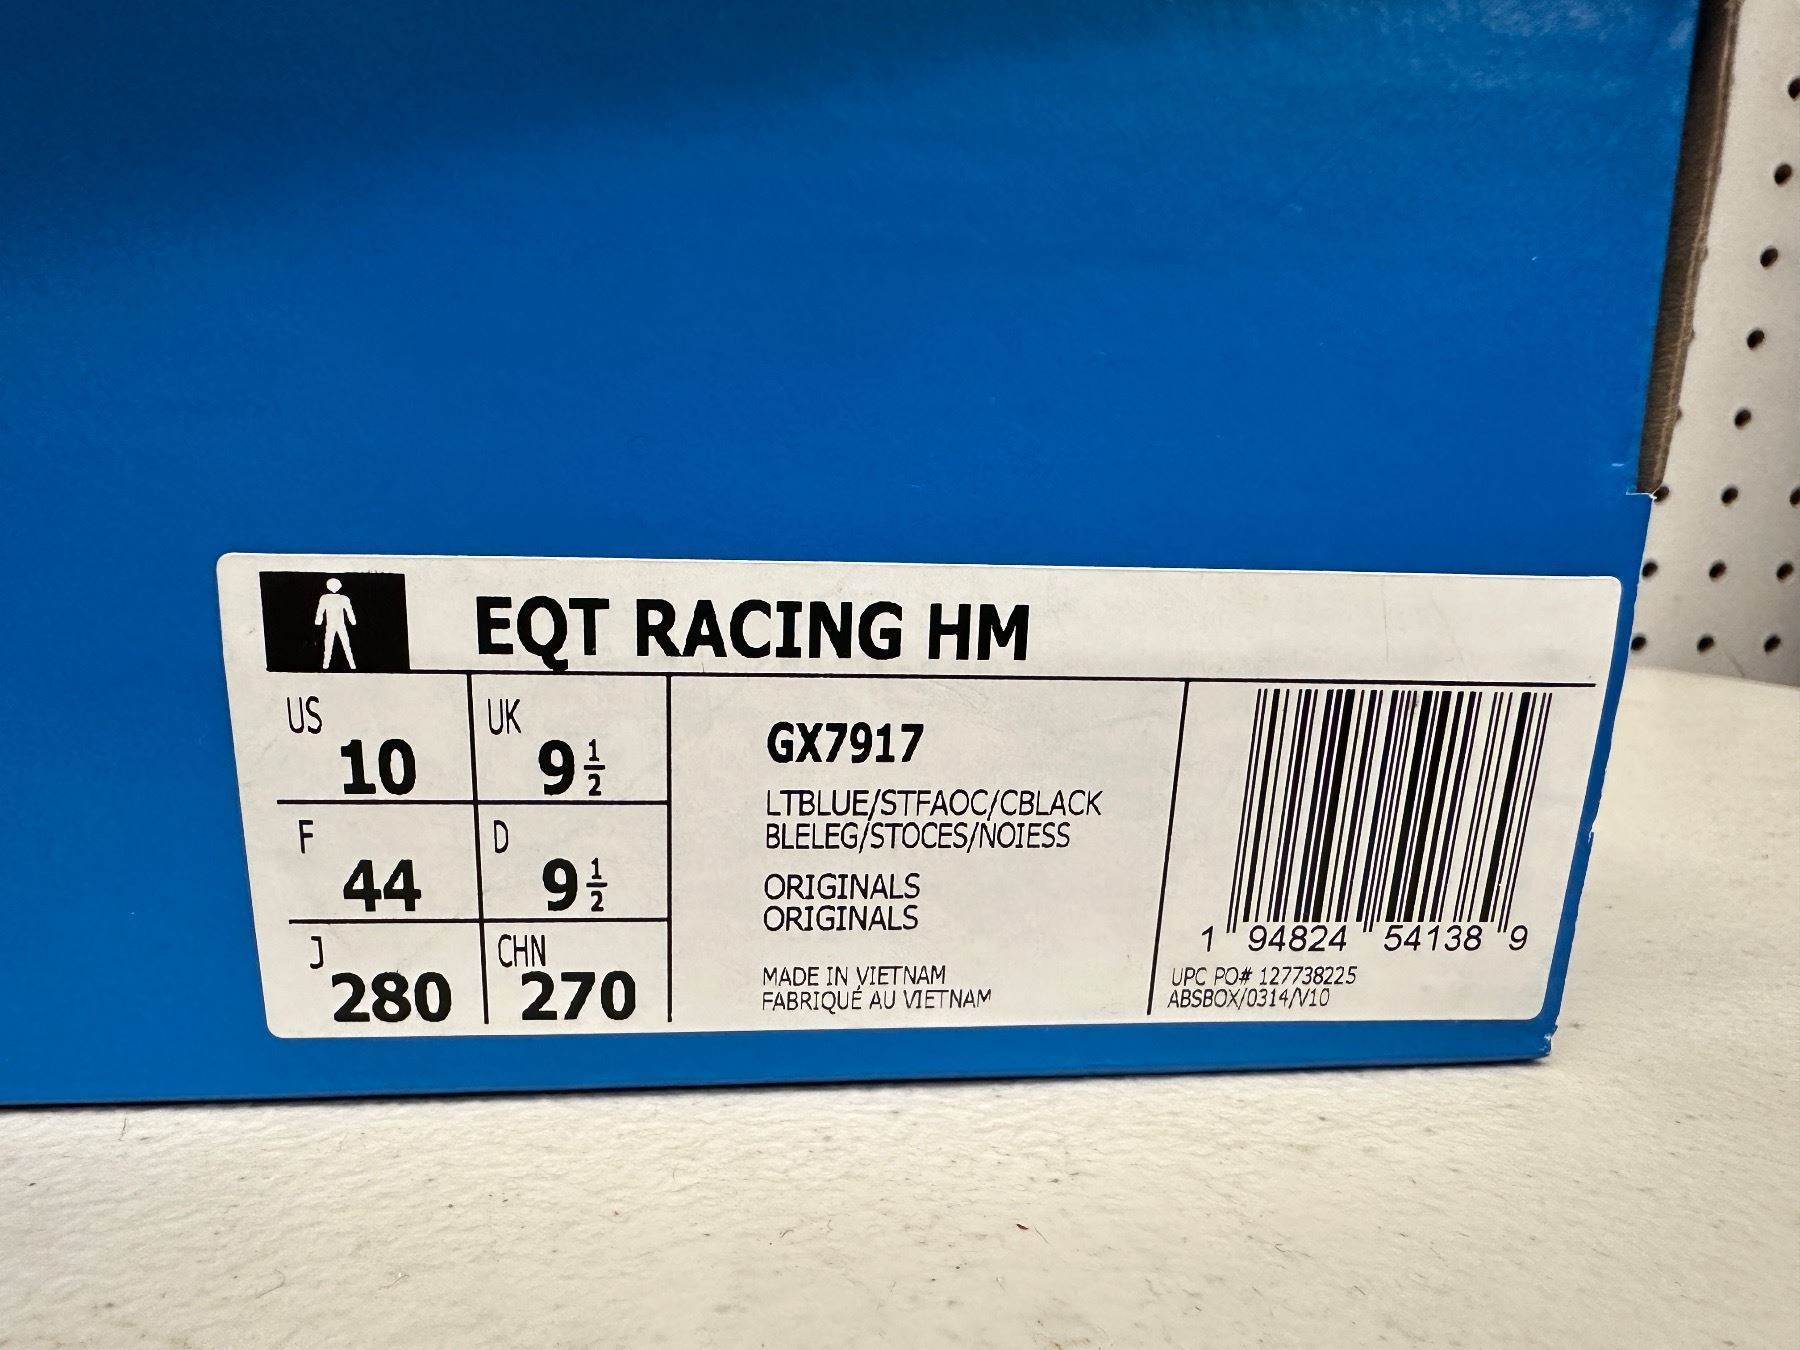 EQT RACING HM
US 10
UK 9 1/2
F 44
D 9 1/2
J 280
CHN 270
GX7917
LTBLUE/STFAOC/CBLACK
BLELEG/STOCES/NOIESS
ORIGINALS
ORIGINALS
MADE IN VIETNAM
FABRIQUÉ AU VIETNAM
1 94824 54138 9
UPC PO# 127738225
ABSBOX/0314/V10